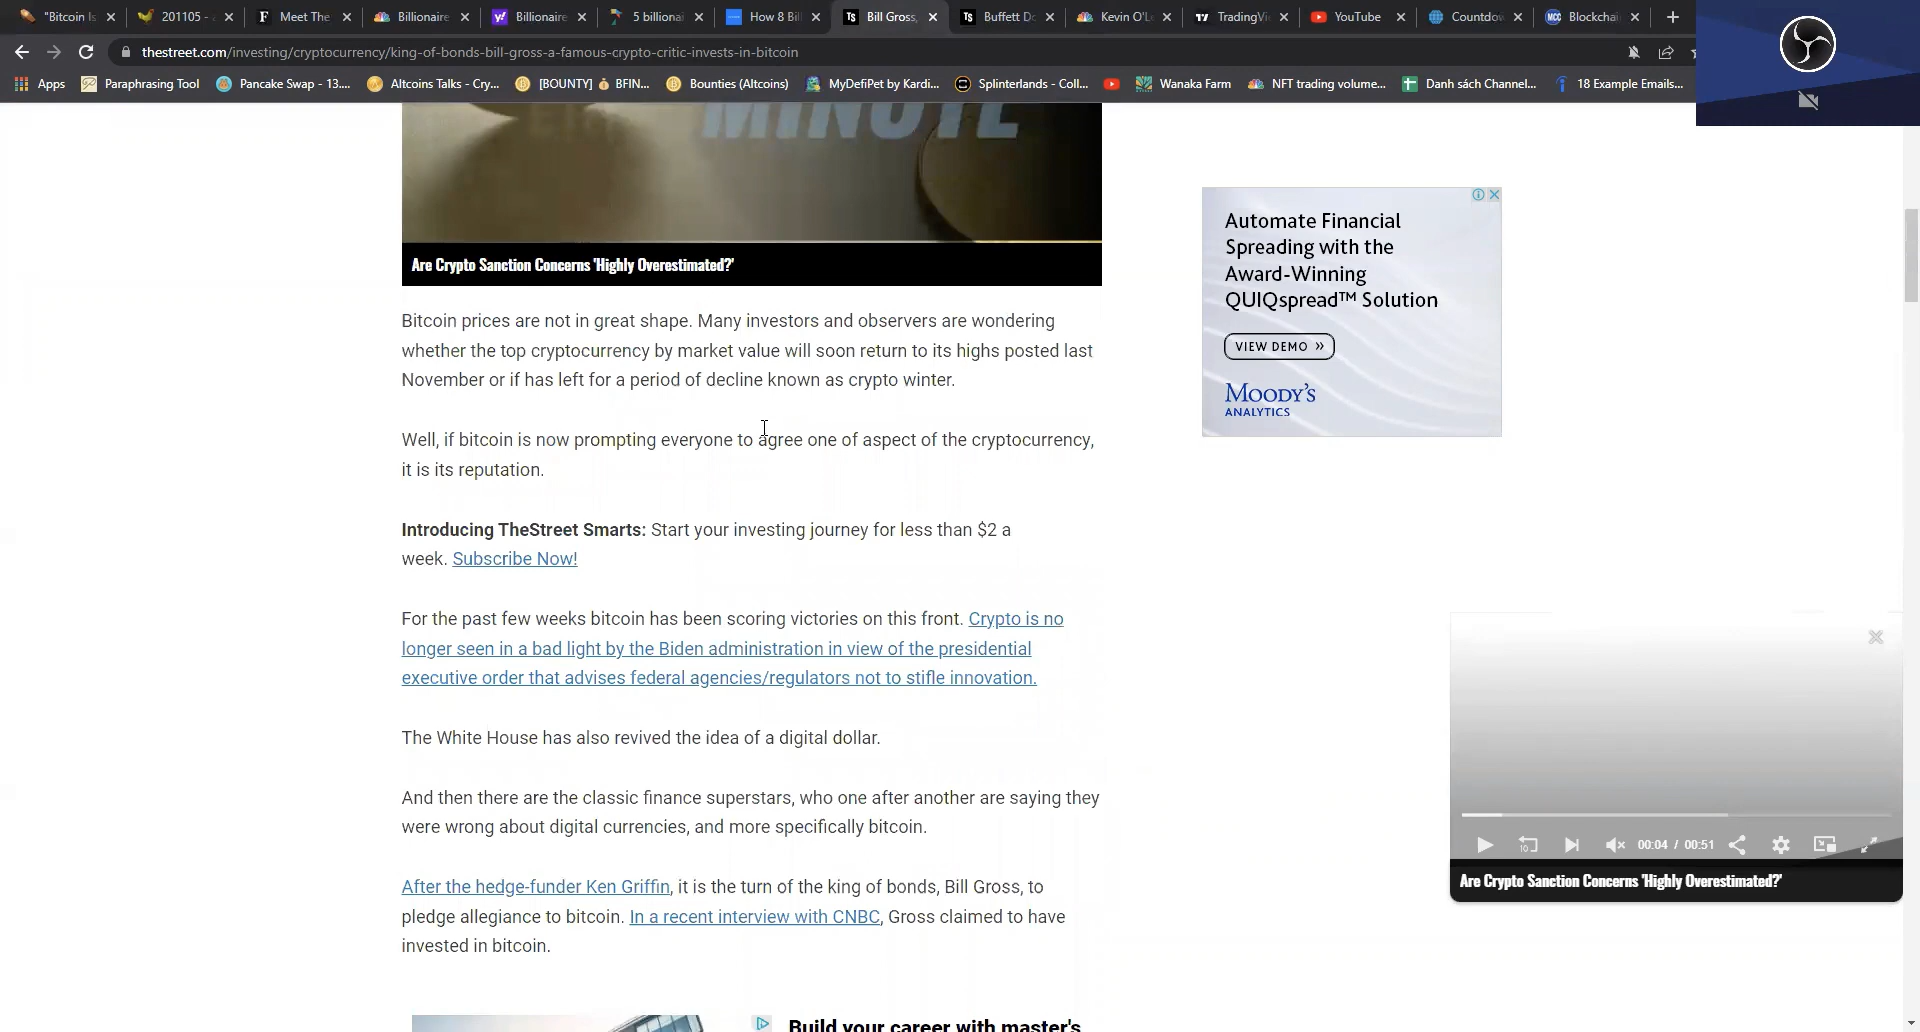 "Bitcoin Is
201105 -
Meet The
Billionaire
Billionaire
5 billionai
How 8 Bil
Bill Gross,
Buffett Do
Kevin O'L
TradingVi
YouTube
Countdow
Blockchai
thestreet.com/investing/cryptocurrency/king-of-bonds-bill-gross-a-famous-crypto-critic-invests-in-bitcoin
Apps
Paraphrasing Tool
Pancake Swap - 13....
Altcoins Talks - Cry...
[BOUNTY] 💰 BFIN...
Bounties (Altcoins)
MyDefiPet by Kardi...
Splinterlands - Coll...
Wanaka Farm
NFT trading volume...
Danh sách Channel...
18 Example Emails...
MINUTE
Are Crypto Sanction Concerns 'Highly Overestimated?'
Bitcoin prices are not in great shape. Many investors and observers are wondering
whether the top cryptocurrency by market value will soon return to its highs posted last
November or if has left for a period of decline known as crypto winter.
Well, if bitcoin is now prompting everyone to agree one of aspect of the cryptocurrency,
it is its reputation.
Introducing TheStreet Smarts: Start your investing journey for less than $2 a
week. Subscribe Now!
For the past few weeks bitcoin has been scoring victories on this front. Crypto is no
longer seen in a bad light by the Biden administration in view of the presidential
executive order that advises federal agencies/regulators not to stifle innovation.
The White House has also revived the idea of a digital dollar.
And then there are the classic finance superstars, who one after another are saying they
were wrong about digital currencies, and more specifically bitcoin.
After the hedge-funder Ken Griffin, it is the turn of the king of bonds, Bill Gross, to
pledge allegiance to bitcoin. In a recent interview with CNBC, Gross claimed to have
invested in bitcoin.
Build your career with master's
Automate Financial
Spreading with the
Award-Winning
QUIQspread™ Solution
VIEW DEMO »
MOODY'S
ANALYTICS
10
00:04 / 00:51
Are Crypto Sanction Concerns 'Highly Overestimated?'